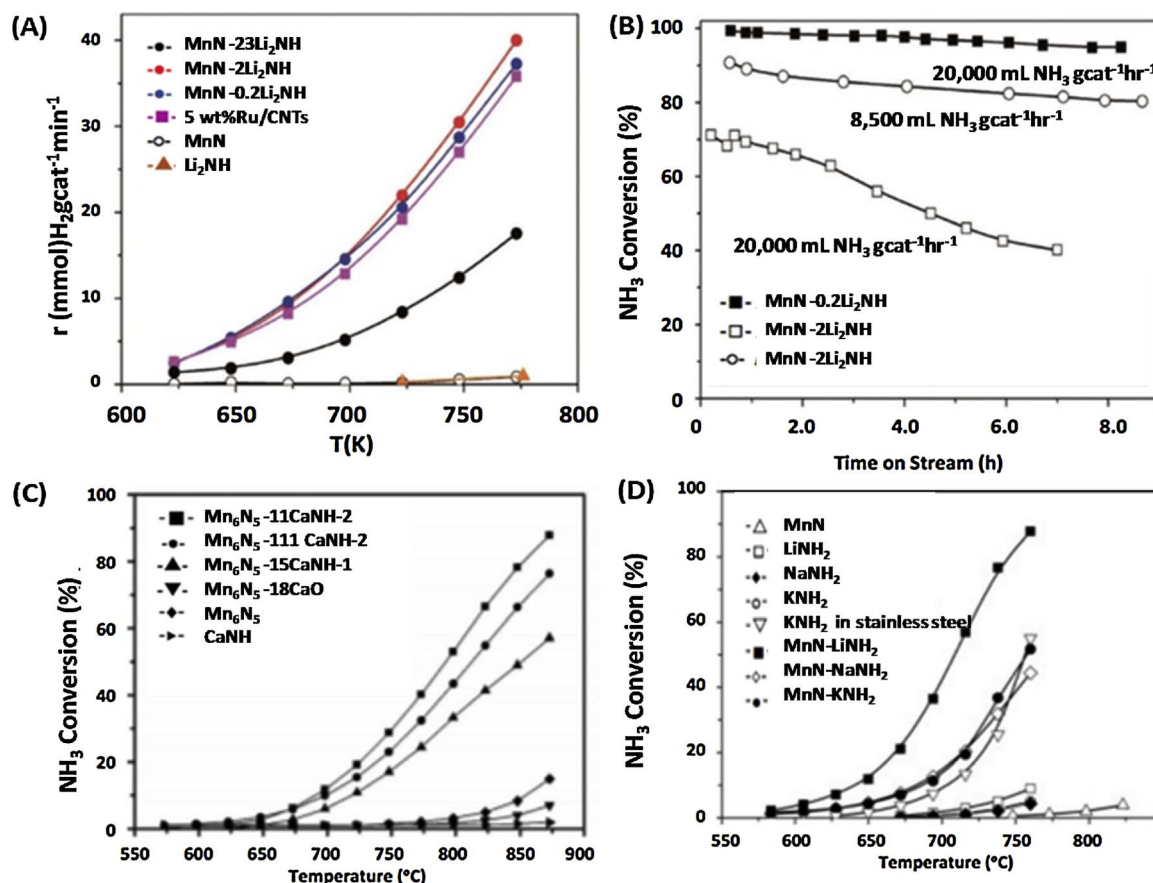 (A)
MnN-23Li₂NH
MnN-2Li₂NH
MnN-0.2Li₂NH
5 wt%Ru/CNTs
MnN
Li₂NH
r (mmol)H₂gcat⁻¹min⁻¹
40
30
20
10
0
600
650
700
750
800
T(K)
(B)
NH₃ Conversion (%)
100
80
60
40
20
0
20,000 mL NH₃ gcat⁻¹hr⁻¹
8,500 mL NH₃ gcat⁻¹hr⁻¹
20,000 mL NH₃ gcat⁻¹hr⁻¹
MnN-0.2Li₂NH
MnN-2Li₂NH
MnN-2Li₂NH
0
2.0
4.0
6.0
8.0
Time on Stream (h)
(C)
Mn₆N₅-11CaNH-2
Mn₆N₅-111 CaNH-2
Mn₆N₅-15CaNH-1
Mn₆N₅-18CaO
Mn₆N₅
CaNH
NH₃ Conversion (%)
100
80
60
40
20
0
550
600
650
700
750
800
850
900
Temperature (°C)
(D)
MnN
LiNH₂
NaNH₂
KNH₂
KNH₂ in stainless steel
MnN-LiNH₂
MnN-NaNH₂
MnN-KNH₂
NH₃ Conversion (%)
100
80
60
40
20
0
550
600
650
700
750
800
Temperature (°C)